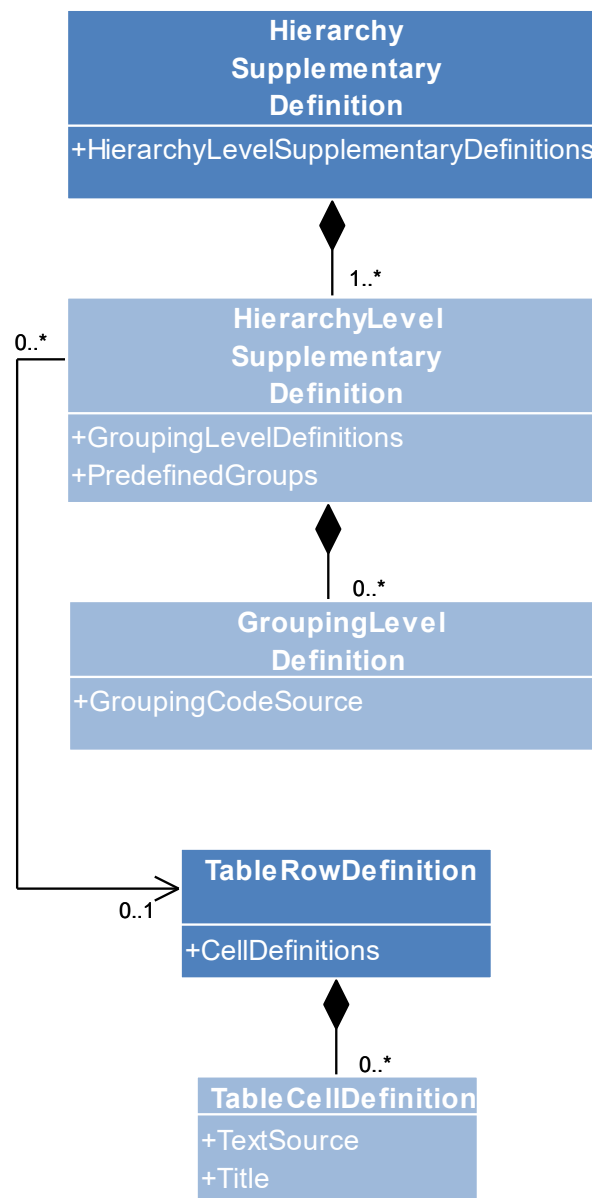 Hierarchy
Supplementary
Definition
+HierarchyLevelSupplementaryDefinitions
1..*
HierarchyLevel
Supplementary
Definition
0..*
+GroupingLevelDefinitions
+PredefinedGroups
0..*
GroupingLevel
Definition
+GroupingCodeSource
TableRowDefinition
0..1
+CellDefinitions
0..*
TableCellDefinition
+TextSource
+Title